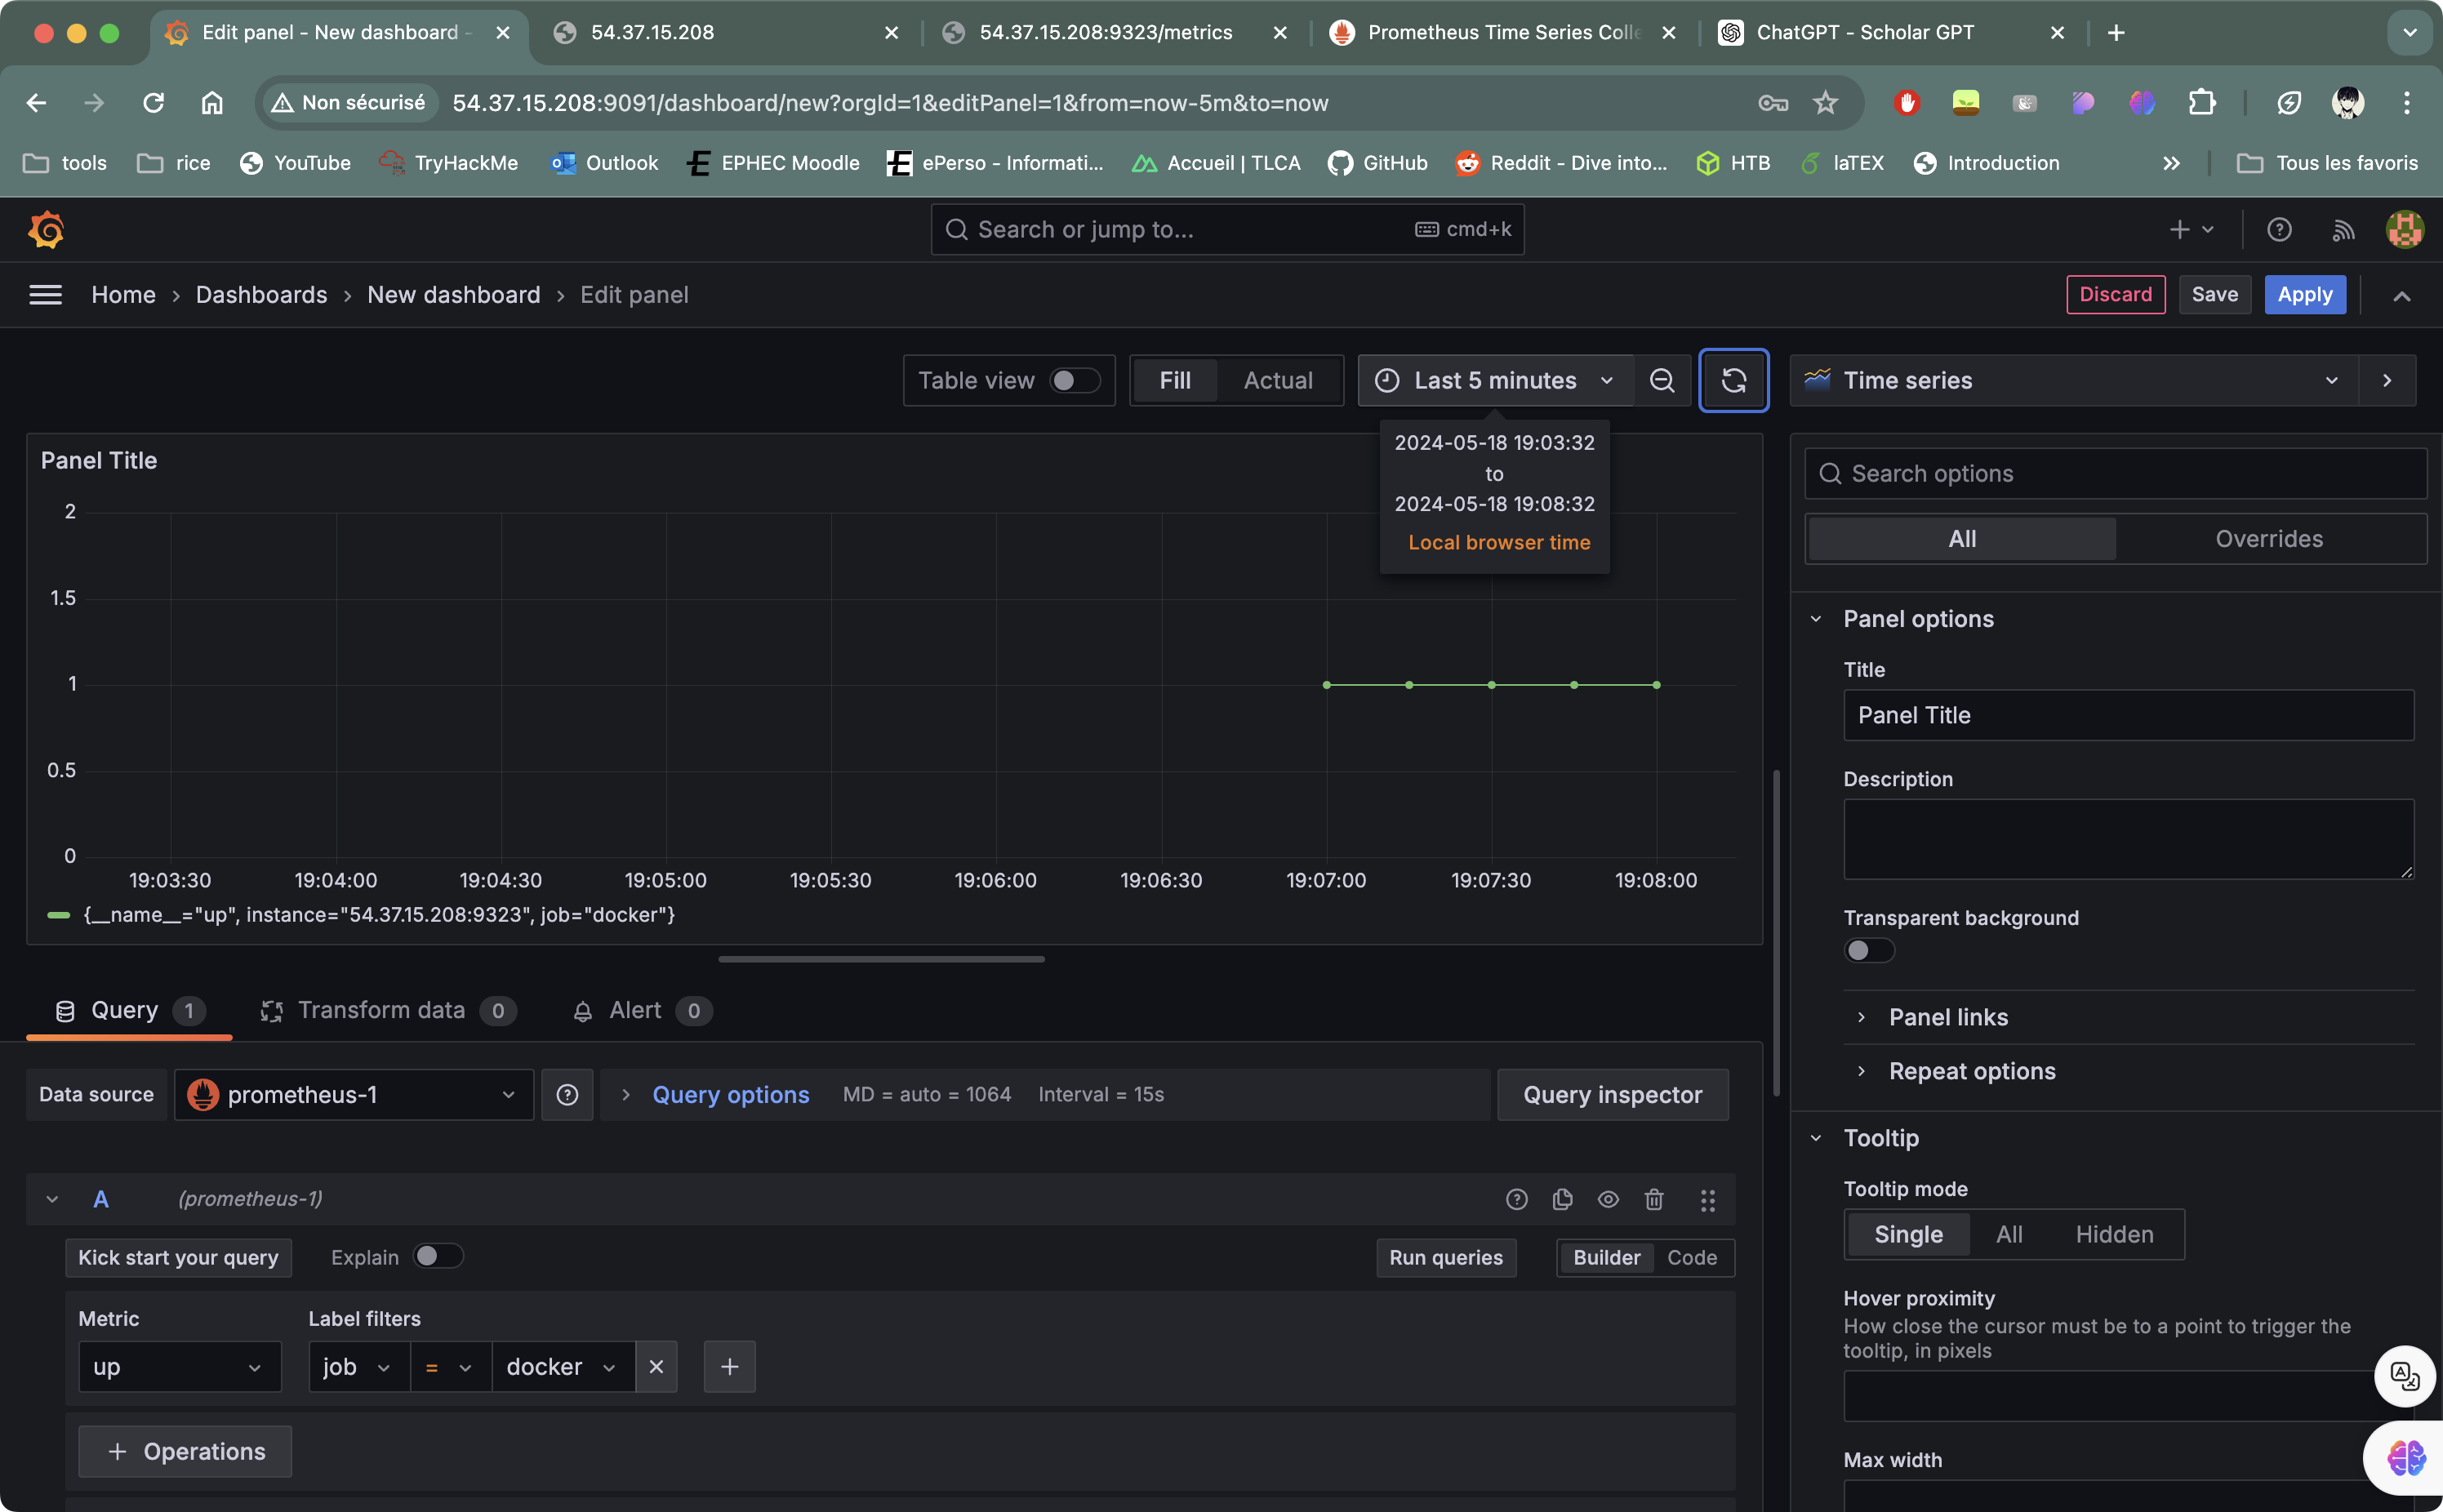 Edit panel - New dashboard -
54.37.15.208
54.37.15.208:9323/metrics
Prometheus Time Series Colle
ChatGPT - Scholar GPT
Non sécurisé
54.37.15.208:9091/dashboard/new?orgId=1&editPanel=1&from=now-5m&to=now
tools
rice
YouTube
TryHackMe
Outlook
EPHEC Moodle
ePerso - Informati...
Accueil | TLCA
GitHub
Reddit - Dive into...
HTB
laTEX
Introduction
Tous les favoris
Search or jump to...
cmd+k
Home
Dashboards
New dashboard
Edit panel
Discard
Save
Apply
Table view
Fill
Actual
Last 5 minutes
Time series
2024-05-18 19:03:32
to
2024-05-18 19:08:32
Local browser time
Panel Title
2
1.5
1
0.5
0
19:03:30
19:04:00
19:04:30
19:05:00
19:05:30
19:06:00
19:06:30
19:07:00
19:07:30
19:08:00
{__name__="up", instance="54.37.15.208:9323", job="docker"}
Search options
All
Overrides
Panel options
Title
Panel Title
Description
Transparent background
Panel links
Repeat options
Tooltip
Tooltip mode
Single
All
Hidden
Hover proximity
How close the cursor must be to a point to trigger the
tooltip, in pixels
Max width
Query 1
Transform data 0
Alert 0
Data source
prometheus-1
Query options
MD = auto = 1064
Interval = 15s
Query inspector
A
(prometheus-1)
Kick start your query
Explain
Run queries
Builder
Code
Metric
Label filters
up
job
=
docker
+ Operations